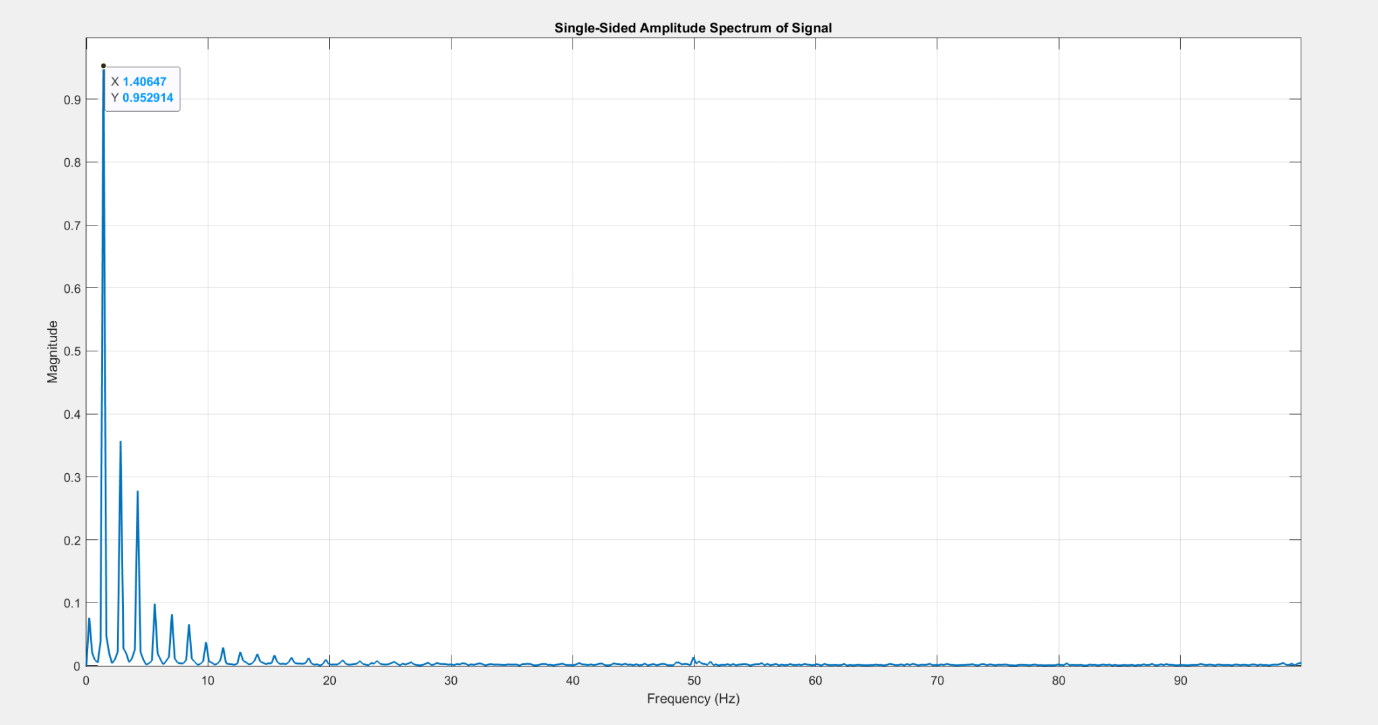 Single-Sided Amplitude Spectrum of Signal
X 1.40647
Y 0.952914
0.9
0.8
0.7
0.6
0.5
0.4
0.3
0.2
0.1
0
Magnitude
0 10 20 30 40 50 60 70 80 90
Frequency (Hz)